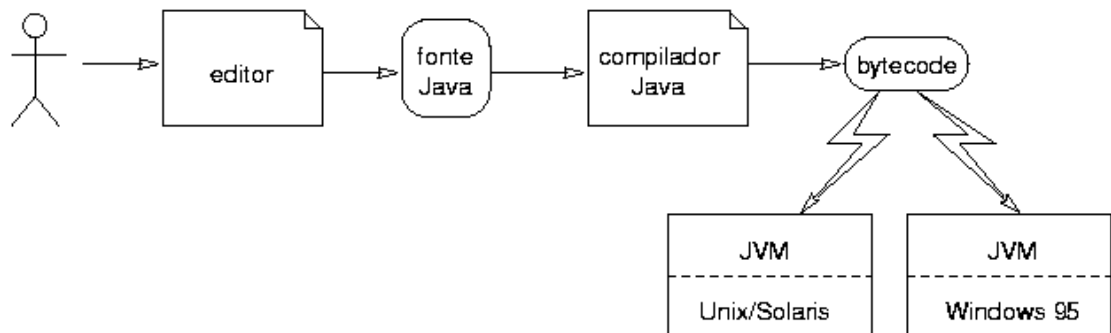 editor
fonte
Java
compilador
Java
bytecode
JVM
Unix/Solaris
JVM
Windows 95